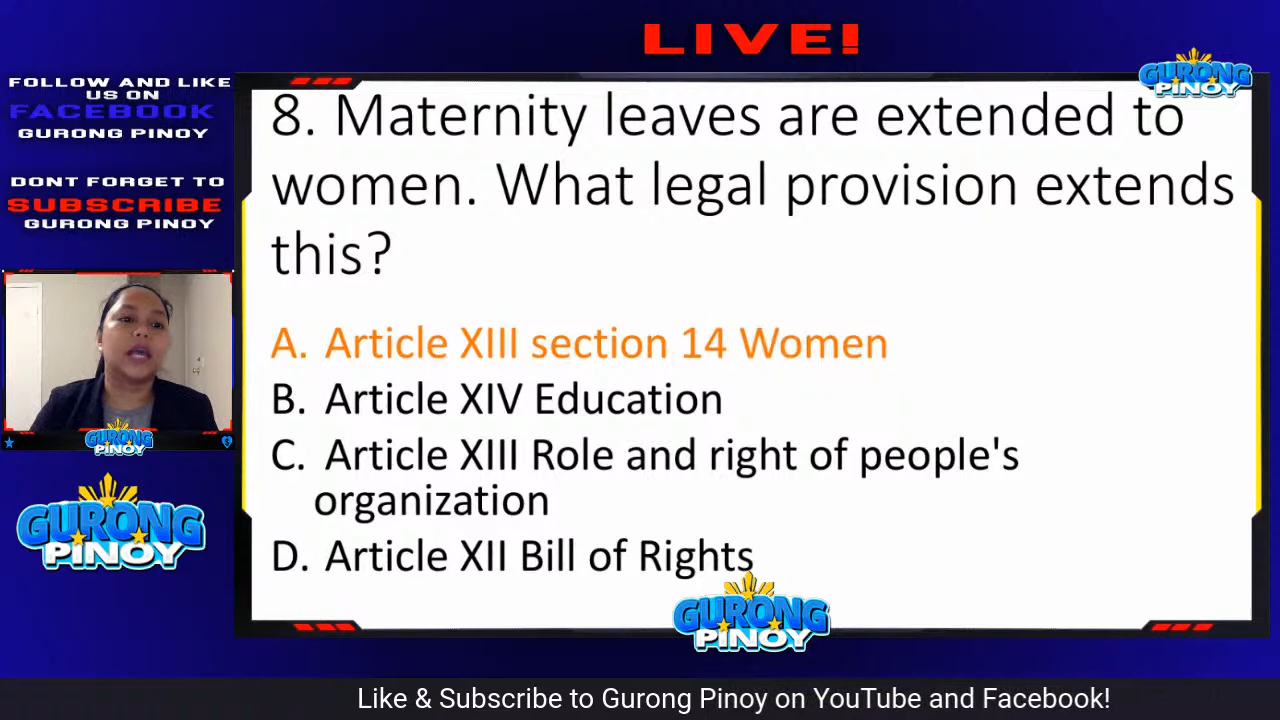 LIVE!
FOLLOW AND LIKE
US ON
FACEBOOK
GURONG PINOY
DONT FORGET TO
SUBSCRIBE
GURONG PINOY
GURONG
PINOY
8. Maternity leaves are extended to
women. What legal provision extends
this?
A. Article XIII section 14 Women
B. Article XIV Education
C. Article XIII Role and right of people's
organization
D. Article XII Bill of Rights
GURONG
PINOY
GURONG
PINOY
GURONG
PINOY
Like & Subscribe to Gurong Pinoy on YouTube and Facebook!